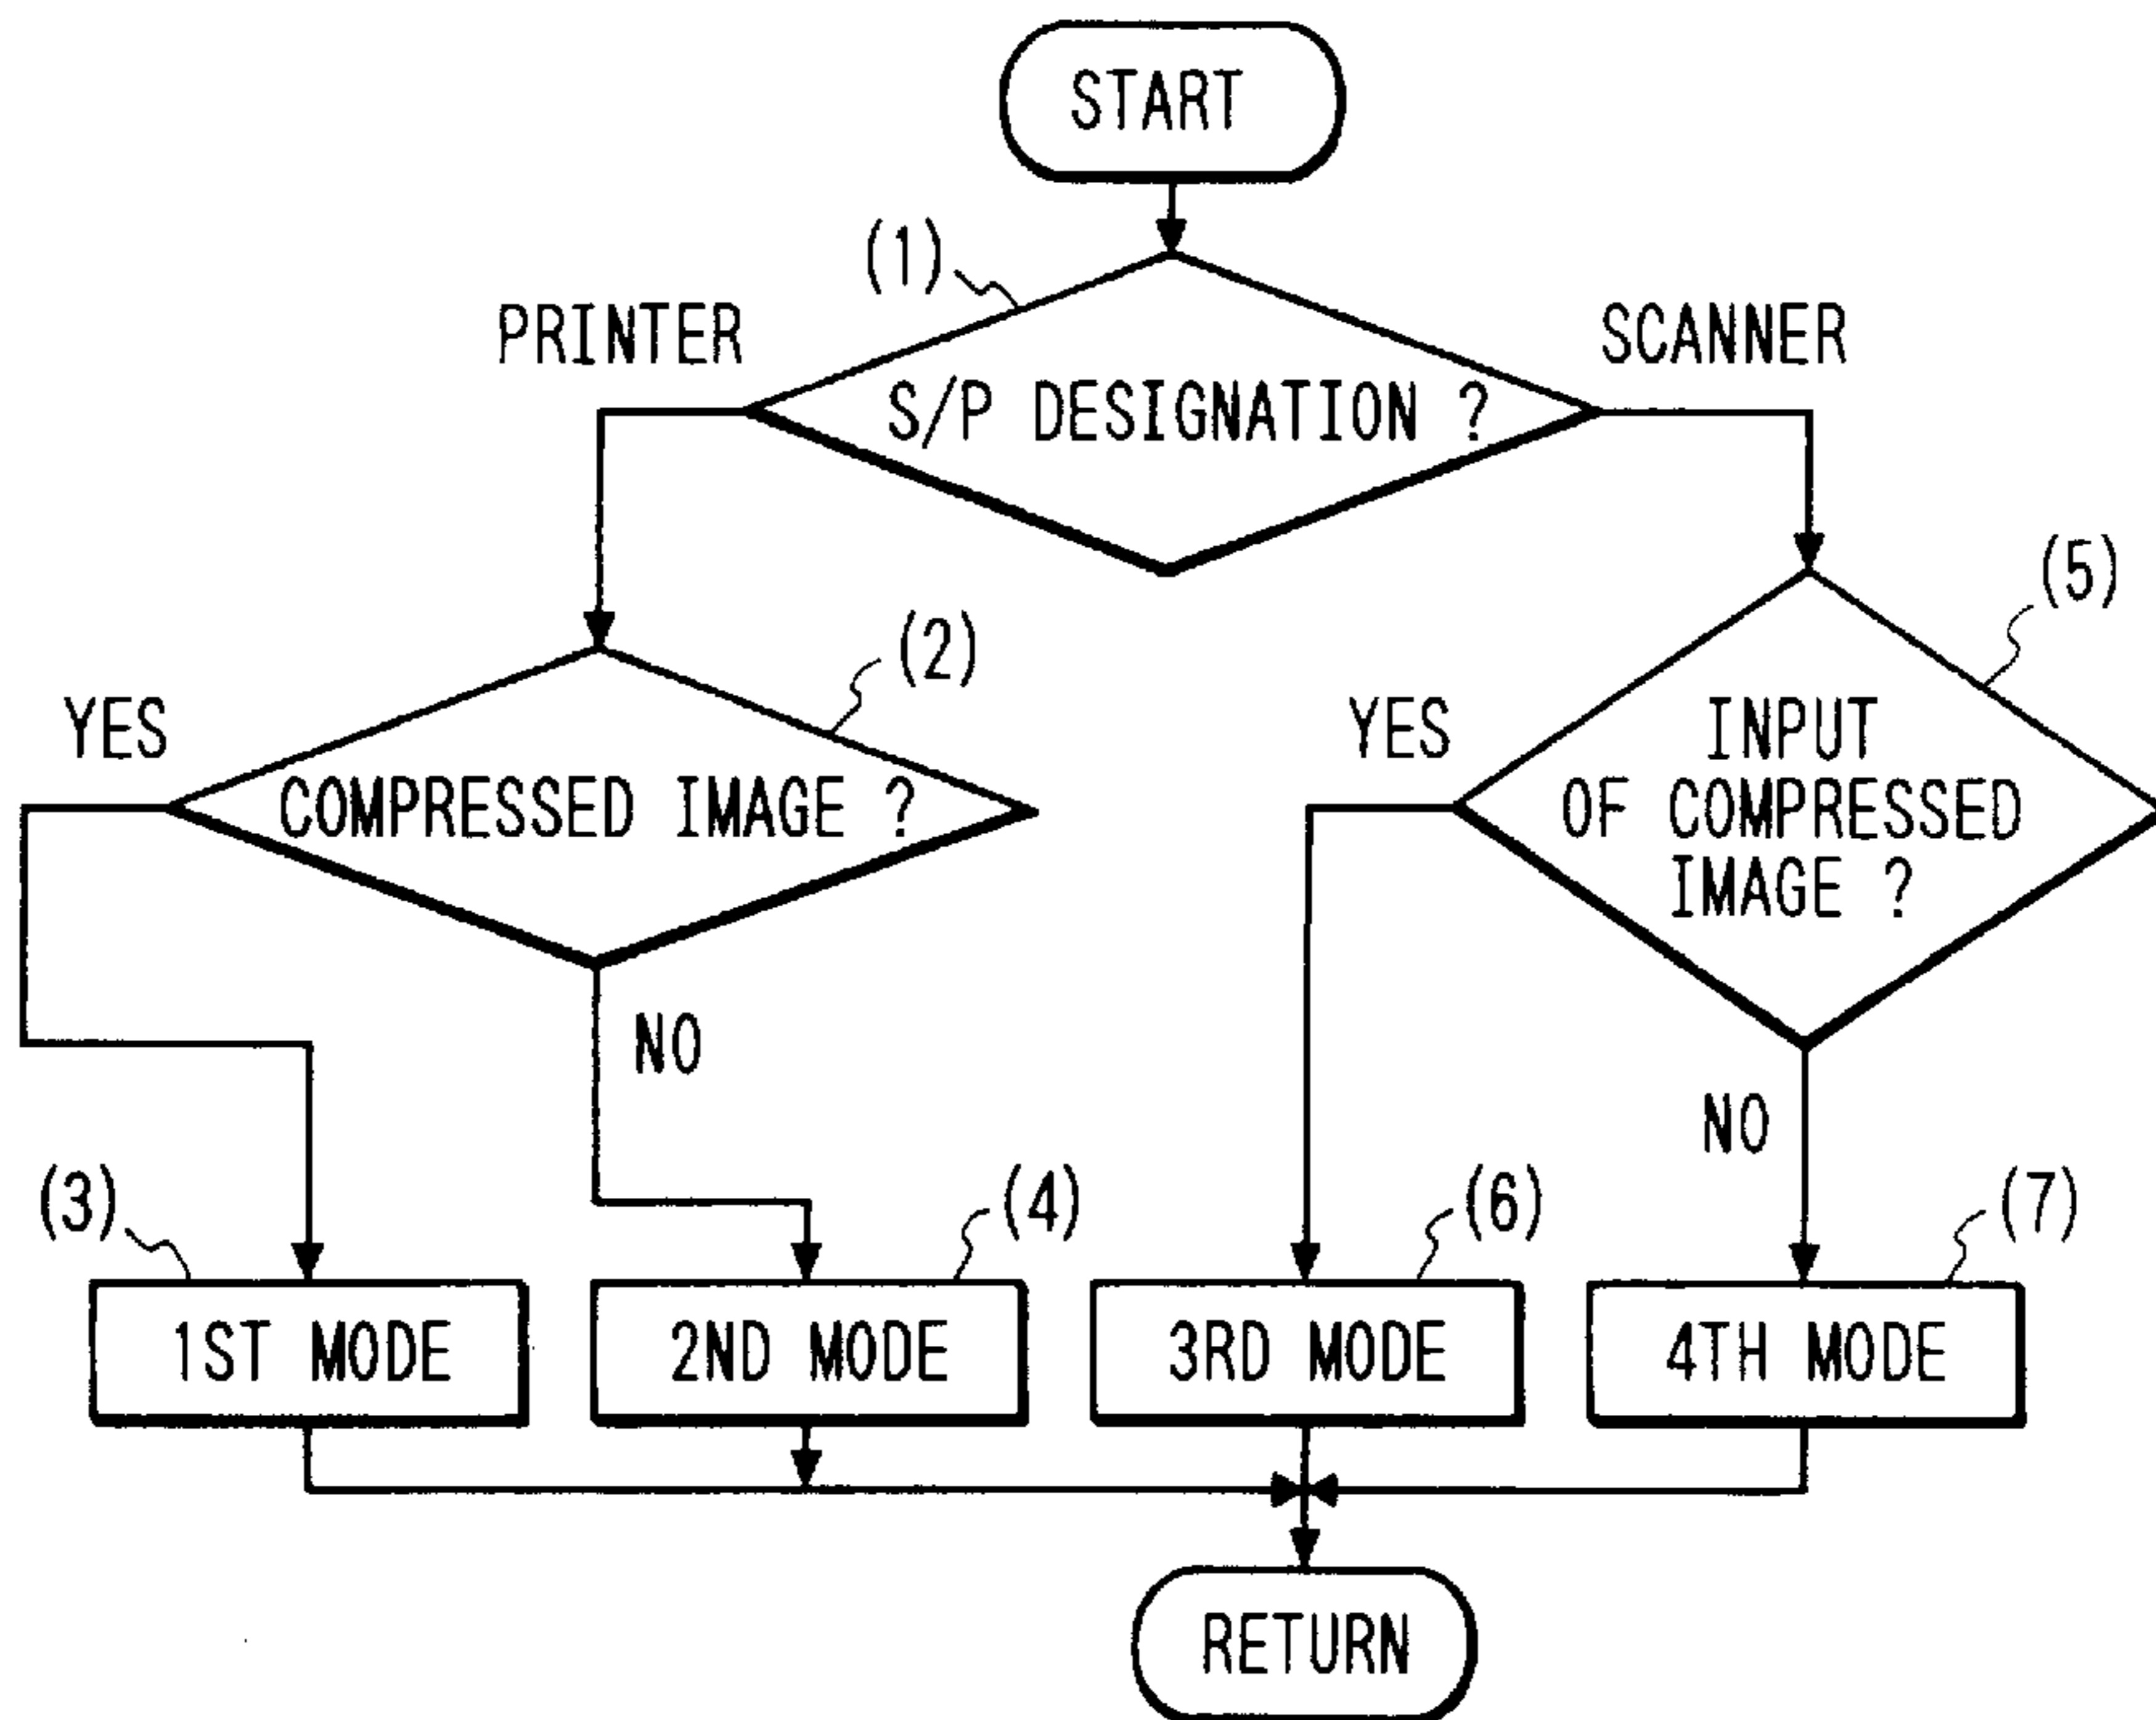 START
(1)
PRINTER
SCANNER
S/P DESIGNATION ?
(2)
(5)
YES
COMPRESSED IMAGE ?
YES
INPUT
OF COMPRESSED
IMAGE ?
NO
NO
(3)
(4)
(6)
(7)
1ST MODE
2ND MODE
3RD MODE
4TH MODE
RETURN